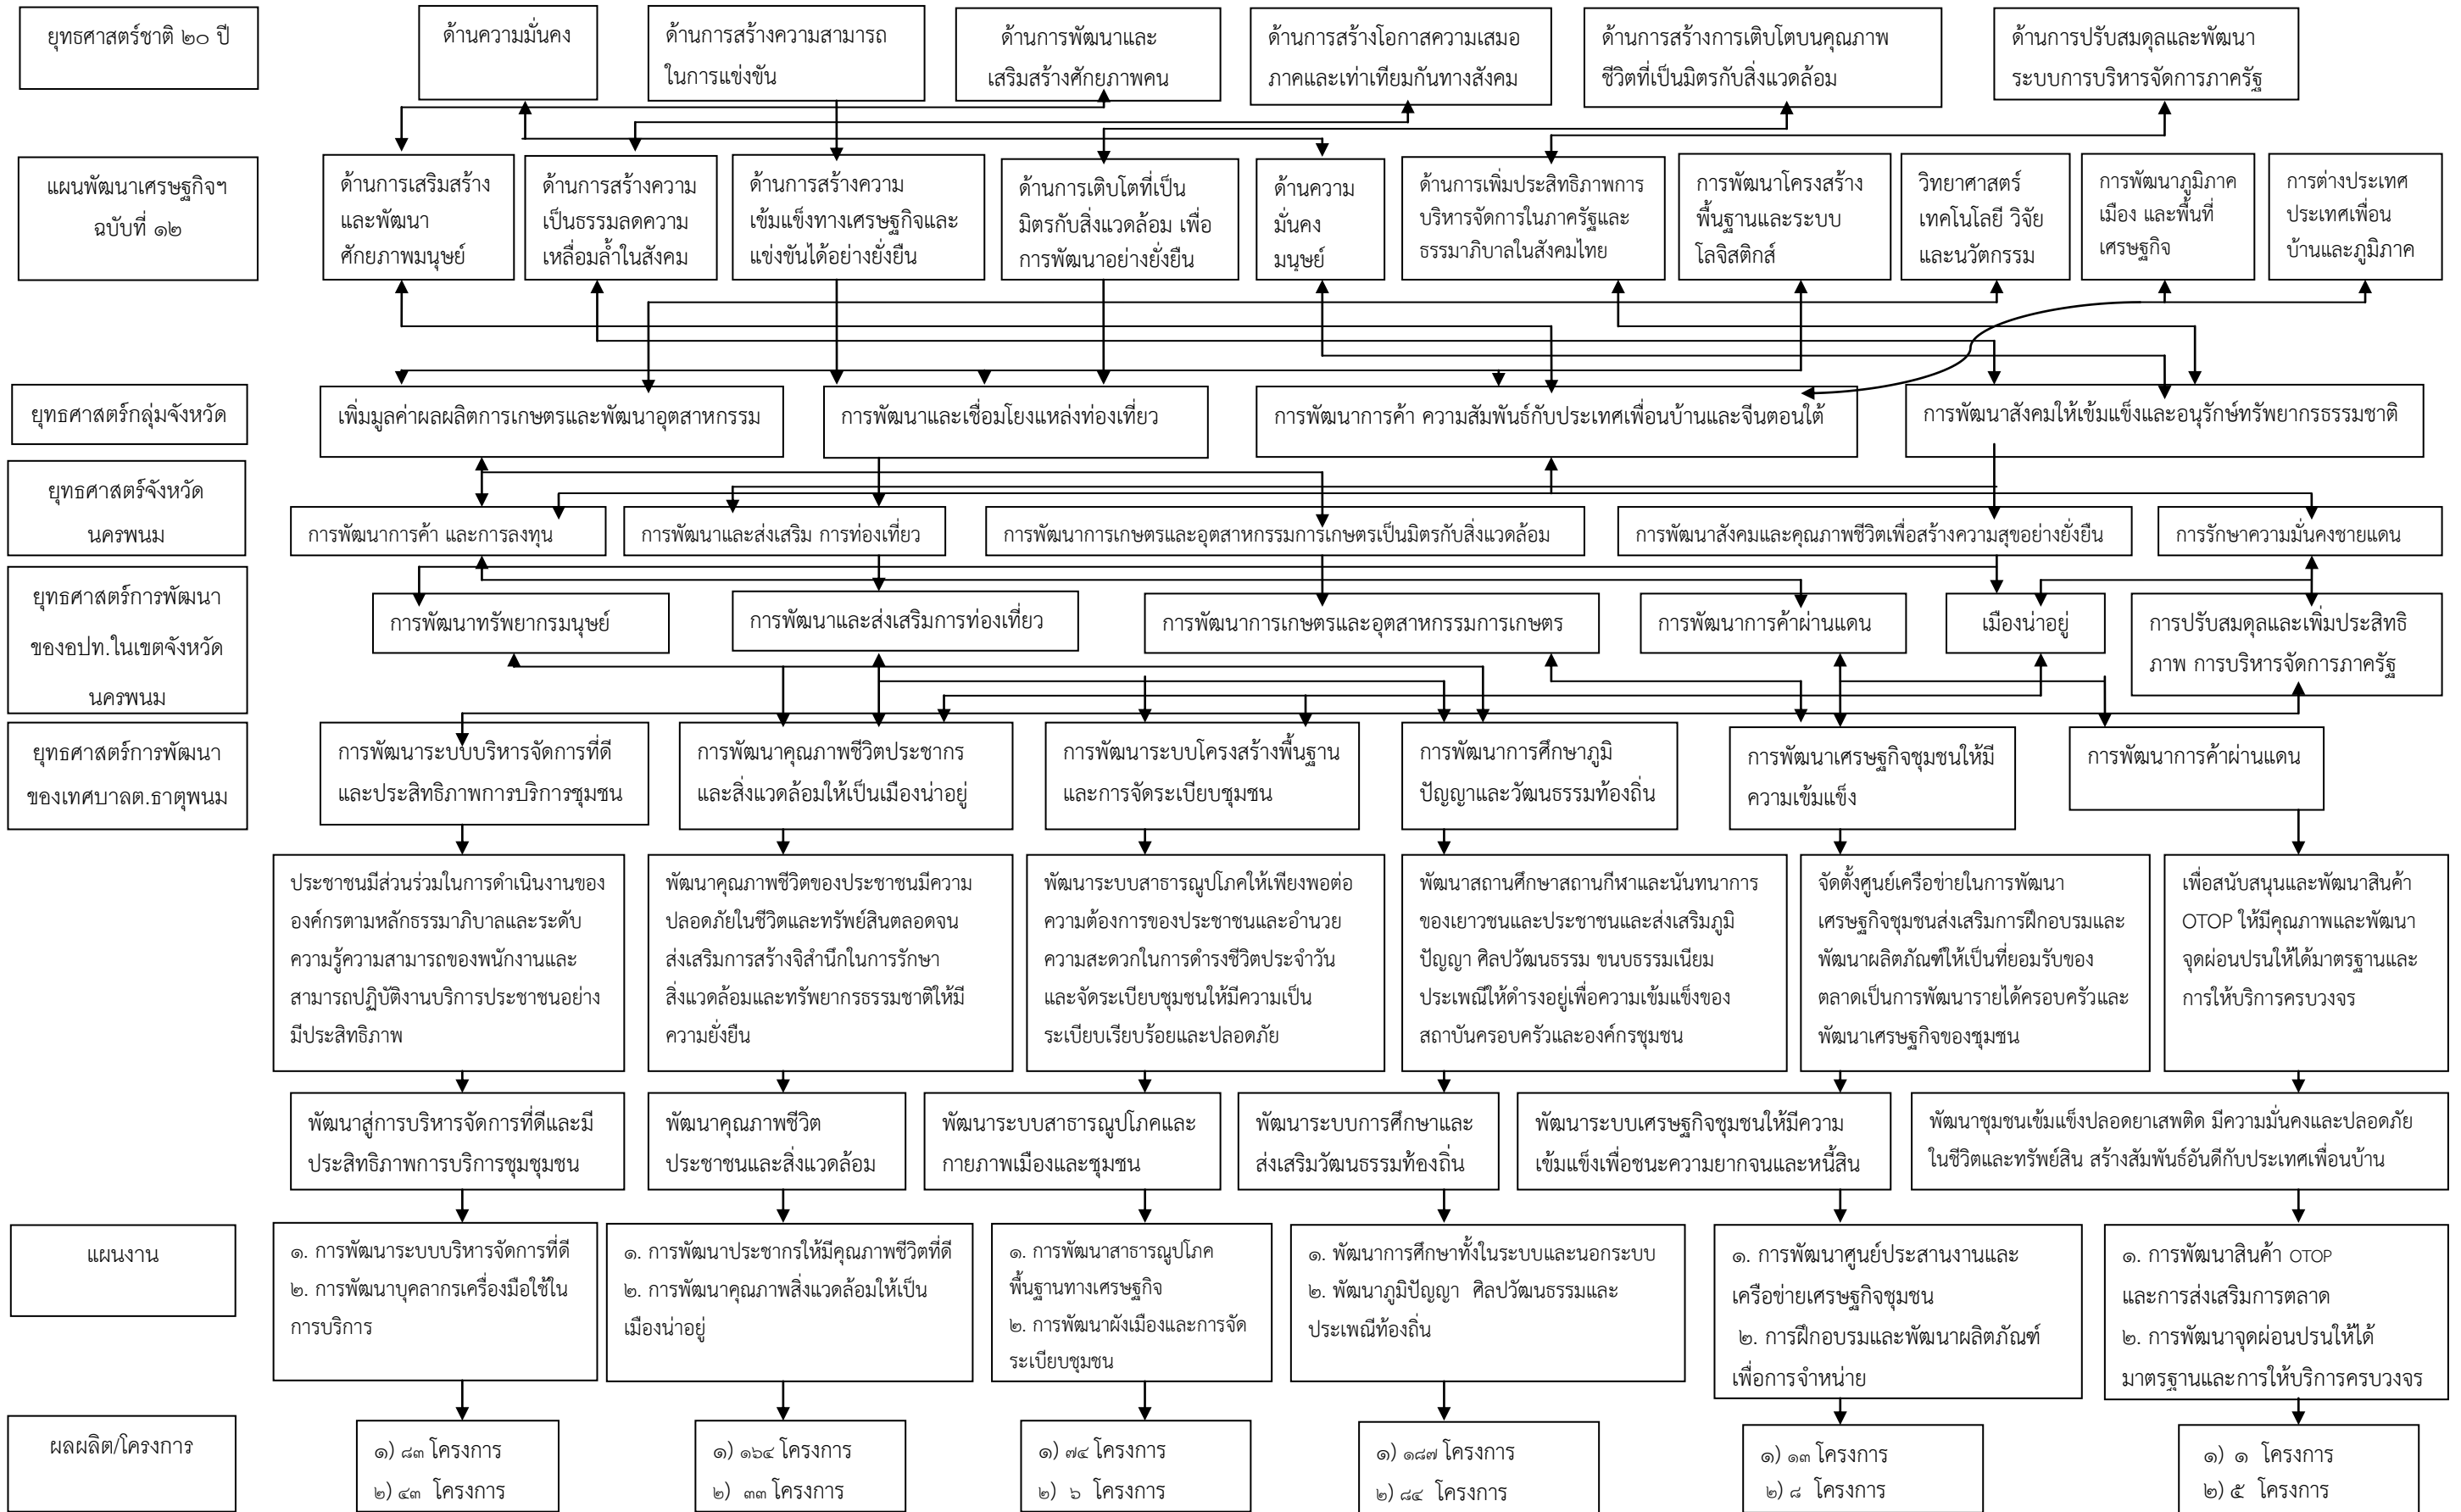 ยุทธศาสตร์ชาติ ๒๐ ปี
ด้านความมั่นคง
ด้านการสร้างความสามารถ
ในการแข่งขัน
ด้านการพัฒนาและ
เสริมสร้างศักยภาพคน
ด้านการสร้างโอกาสความเสมอ
ภาคและเท่าเทียมกันทางสังคม
ด้านการสร้างการเติบโตบนคุณภาพ
ชีวิตที่เป็นมิตรกับสิ่งแวดล้อม
ด้านการปรับสมดุลและพัฒนา
ระบบการบริหารจัดการภาครัฐ
แผนพัฒนาเศรษฐกิจฯ
ฉบับที่ ๑๒
ด้านการเสริมสร้าง
และพัฒนา
ศักยภาพมนุษย์
ด้านการสร้างความ
เป็นธรรมลดความ
เหลื่อมล้ำในสังคม
ด้านการสร้างความ
เข้มแข็งทางเศรษฐกิจและ
แข่งขันได้อย่างยั่งยืน
ด้านการเติบโตที่เป็น
มิตรกับสิ่งแวดล้อม เพื่อ
การพัฒนาอย่างยั่งยืน
ด้านความ
มั่นคง
มนุษย์
ด้านการเพิ่มประสิทธิภาพการ
บริหารจัดการในภาครัฐและ
ธรรมาภิบาลในสังคมไทย
การพัฒนาโครงสร้าง
พื้นฐานและระบบ
โลจิสติกส์
วิทยาศาสตร์
เทคโนโลยี วิจัย
และนวัตกรรม
การพัฒนาภูมิภาค
เมือง และพื้นที่
เศรษฐกิจ
การต่างประเทศ
ประเทศเพื่อน
บ้านและภูมิภาค
ยุทธศาสตร์กลุ่มจังหวัด
เพิ่มมูลค่าผลผลิตการเกษตรและพัฒนาอุตสาหกรรม
การพัฒนาและเชื่อมโยงแหล่งท่องเที่ยว
การพัฒนาการค้า ความสัมพันธ์กับประเทศเพื่อนบ้านและจีนตอนใต้
การพัฒนาสังคมให้เข้มแข็งและอนุรักษ์ทรัพยากรธรรมชาติ
ยุทธศาสตร์จังหวัด
นครพนม
การพัฒนาการค้า และการลงทุน
การพัฒนาและส่งเสริม การท่องเที่ยว
การพัฒนาการเกษตรและอุตสาหกรรมการเกษตรเป็นมิตรกับสิ่งแวดล้อม
การพัฒนาสังคมและคุณภาพชีวิตเพื่อสร้างความสุขอย่างยั่งยืน
การรักษาความมั่นคงชายแดน
ยุทธศาสตร์การพัฒนา
ของอปท.ในเขตจังหวัด
นครพนม
การพัฒนาทรัพยากรมนุษย์
การพัฒนาและส่งเสริมการท่องเที่ยว
การพัฒนาการเกษตรและอุตสาหกรรมการเกษตร
การพัฒนาการค้าผ่านแดน
เมืองน่าอยู่
การปรับสมดุลและเพิ่มประสิทธิ
ภาพ การบริหารจัดการภาครัฐ
ยุทธศาสตร์การพัฒนา
ของเทศบาลต.ธาตุพนม
การพัฒนาระบบบริหารจัดการที่ดี
และประสิทธิภาพการบริการชุมชน
การพัฒนาคุณภาพชีวิตประชากร
และสิ่งแวดล้อมให้เป็นเมืองน่าอยู่
การพัฒนาระบบโครงสร้างพื้นฐาน
และการจัดระเบียบชุมชน
การพัฒนาการศึกษาภูมิ
ปัญญาและวัฒนธรรมท้องถิ่น
การพัฒนาเศรษฐกิจชุมชนให้มี
ความเข้มแข็ง
การพัฒนาการค้าผ่านแดน
ประชาชนมีส่วนร่วมในการดำเนินงานของ
องค์กรตามหลักธรรมาภิบาลและระดับ
ความรู้ความสามารถของพนักงานและ
สามารถปฏิบัติงานบริการประชาชนอย่าง
มีประสิทธิภาพ
พัฒนาคุณภาพชีวิตของประชาชนมีความ
ปลอดภัยในชีวิตและทรัพย์สินตลอดจน
ส่งเสริมการสร้างจิสำนึกในการรักษา
สิ่งแวดล้อมและทรัพยากรธรรมชาติให้มี
ความยั่งยืน
พัฒนาระบบสาธารณูปโภคให้เพียงพอต่อ
ความต้องการของประชาชนและอำนวย
ความสะดวกในการดำรงชีวิตประจำวัน
และจัดระเบียบชุมชนให้มีความเป็น
ระเบียบเรียบร้อยและปลอดภัย
พัฒนาสถานศึกษาสถานกีฬาและนันทนาการ
ของเยาวชนและประชาชนและส่งเสริมภูมิ
ปัญญา ศิลปวัฒนธรรม ขนบธรรมเนียม
ประเพณีให้ดำรงอยู่เพื่อความเข้มแข็งของ
สถาบันครอบครัวและองค์กรชุมชน
จัดตั้งศูนย์เครือข่ายในการพัฒนา
เศรษฐกิจชุมชนส่งเสริมการฝึกอบรมและ
พัฒนาผลิตภัณฑ์ให้เป็นที่ยอมรับของ
ตลาดเป็นการพัฒนารายได้ครอบครัวและ
พัฒนาเศรษฐกิจของชุมชน
เพื่อสนับสนุนและพัฒนาสินค้า
OTOP ให้มีคุณภาพและพัฒนา
จุดผ่อนปรนให้ได้มาตรฐานและ
การให้บริการครบวงจร
พัฒนาสู่การบริหารจัดการที่ดีและมี
ประสิทธิภาพการบริการชุมชุมชน
พัฒนาคุณภาพชีวิต
ประชาชนและสิ่งแวดล้อม
พัฒนาระบบสาธารณูปโภคและ
กายภาพเมืองและชุมชน
พัฒนาระบบการศึกษาและ
ส่งเสริมวัฒนธรรมท้องถิ่น
พัฒนาระบบเศรษฐกิจชุมชนให้มีความ
เข้มแข็งเพื่อชนะความยากจนและหนี้สิน
พัฒนาชุมชนเข้มแข็งปลอดยาเสพติด มีความมั่นคงและปลอดภัย
ในชีวิตและทรัพย์สิน สร้างสัมพันธ์อันดีกับประเทศเพื่อนบ้าน
แผนงาน
๑. การพัฒนาระบบบริหารจัดการที่ดี
๒. การพัฒนาบุคลากรเครื่องมือใช้ใน
การบริการ
๑. การพัฒนาประชากรให้มีคุณภาพชีวิตที่ดี
๒. การพัฒนาคุณภาพสิ่งแวดล้อมให้เป็น
เมืองน่าอยู่
๑. การพัฒนาสาธารณูปโภค
พื้นฐานทางเศรษฐกิจ
๒. การพัฒนาผังเมืองและการจัด
ระเบียบชุมชน
๑. พัฒนาการศึกษาทั้งในระบบและนอกระบบ
๒. พัฒนาภูมิปัญญา ศิลปวัฒนธรรมและ
ประเพณีท้องถิ่น
๑. การพัฒนาศูนย์ประสานงานและ
เครือข่ายเศรษฐกิจชุมชน
๒. การฝึกอบรมและพัฒนาผลิตภัณฑ์
เพื่อการจำหน่าย
๑. การพัฒนาสินค้า OTOP
และการส่งเสริมการตลาด
๒. การพัฒนาจุดผ่อนปรนให้ได้
มาตรฐานและการให้บริการครบวงจร
ผลผลิต/โครงการ
๑) ๘๓ โครงการ
๒) ๔๓ โครงการ
๑) ๑๖๔ โครงการ
๒) ๓๓ โครงการ
๑) ๗๔ โครงการ
๒) ๖ โครงการ
๑) ๑๘๗ โครงการ
๒) ๘๔ โครงการ
๑) ๑๓ โครงการ
๒) ๘ โครงการ
๑) ๑ โครงการ
๒) ๕ โครงการ